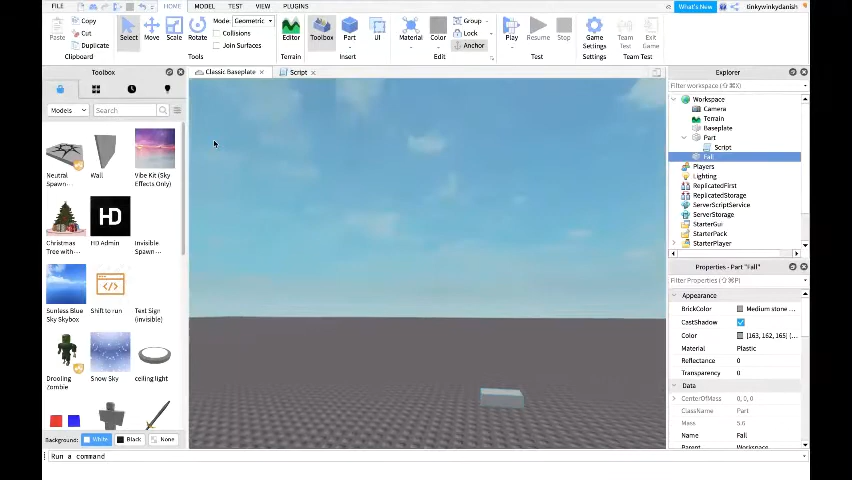 FILE HOME MODEL TEST VIEW PLUGINS What's New tinkywinkydanish
Paste Copy Cut Duplicate
Clipboard
Select Move Scale Rotate
Mode: Geometric
Collisions
Join Surfaces
Tools
Editor
Terrain
Toolbox Part UI
Insert
Material Color
Group
Lock
Anchor
Edit
Play Resume Stop
Test
Game Settings
Settings
Team Test Exit Game
Team Test
Toolbox
Classic Baseplate Script
Models Search
Neutral Spawn...
Wall
Vibe Kit (Sky Effects Only)
Christmas Tree with...
HD
HD Admin
Invisible Spawn...
Sunless Blue Sky Skybox
Shift to run
Text Sign (invisible)
Drooling Zombie
Snow Sky
ceiling light
Background: White Black None
Run a command
Explorer
Filter workspace (⇧⌘X)
Workspace
Camera
Terrain
Baseplate
Part
Script
Fall
Players
Lighting
ReplicatedFirst
ReplicatedStorage
ServerScriptService
ServerStorage
StarterGui
StarterPack
StarterPlayer
Properties - Part "Fall"
Filter Properties (⇧⌘P)
Appearance
BrickColor Medium stone ...
CastShadow
Color [163, 162, 165] (...
Material Plastic
Reflectance 0
Transparency 0
Data
CenterOfMass 0, 0, 0
ClassName Part
Mass 5.6
Name Fall
Parent Workspace